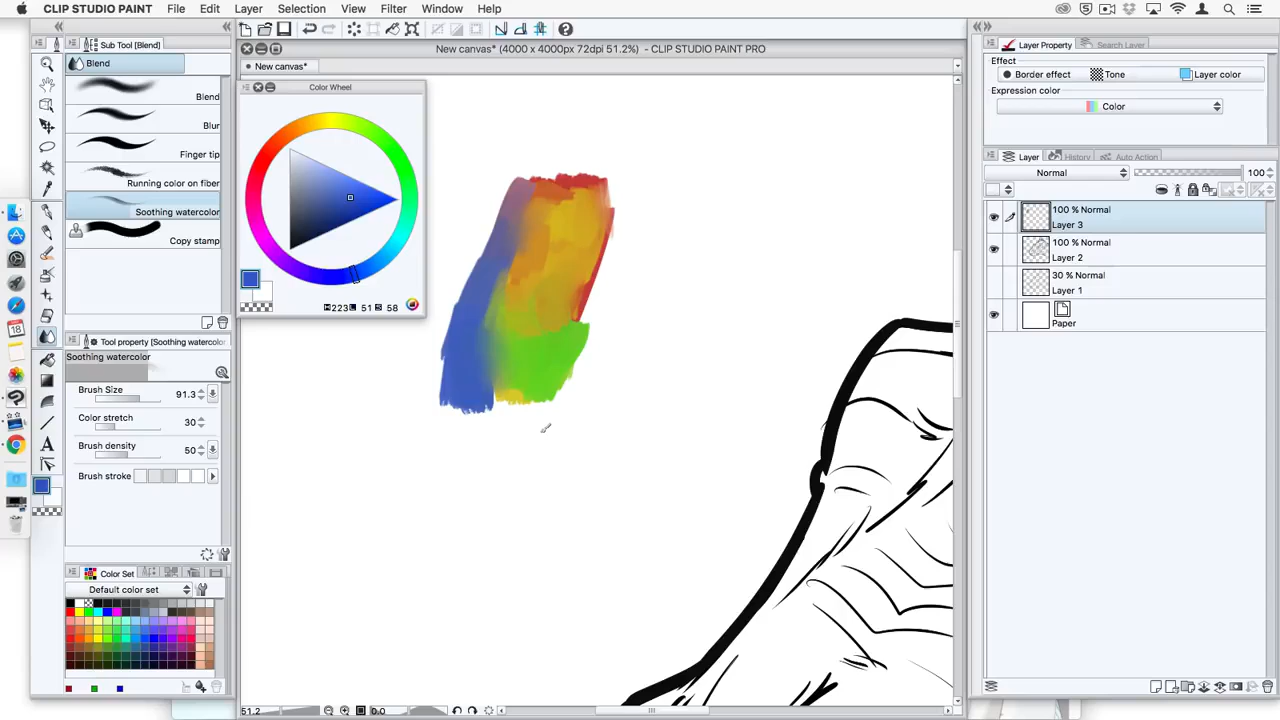 CLIP STUDIO PAINT File Edit Layer Selection View Filter Window Help
Sub Tool [Blend]
Blend
Blend
Blur
Finger tip
Running color on fiber
Soothing watercolor
Copy stamp
Tool property [Soothing watercolor]
Soothing watercolor
Brush Size 91.3
Color stretch 30
Brush density 50
Brush stroke
Color Set
Default color set
New canvas* (4000 x 4000px 72dpi 51.2%) - CLIP STUDIO PAINT PRO
New canvas*
Color Wheel
H 223 L 51 S 58
51.2 0.0
Layer Property Search Layer
Effect
Border effect Tone Layer color
Expression color
Color
Layer History Auto Action
Normal 100
100 % Normal
Layer 3
100 % Normal
Layer 2
30 % Normal
Layer 1
Paper
18